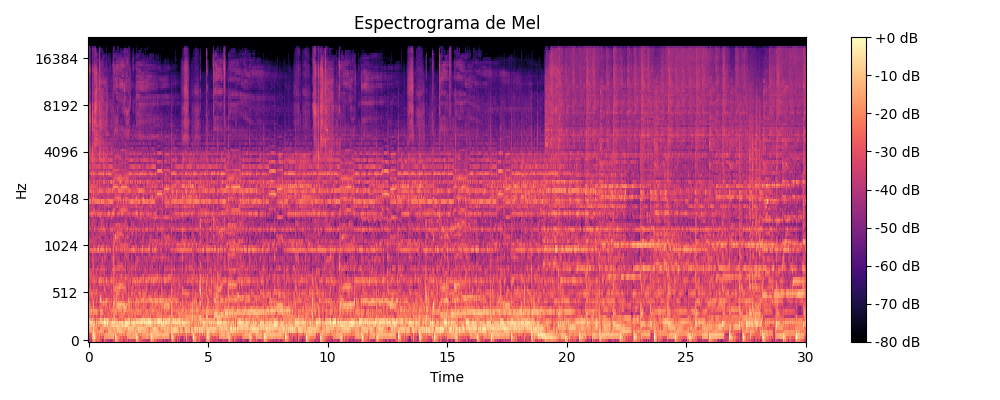 Espectrograma de Mel
Hz
16384
8192
4096
2048
1024
512
0
0 5 10 15 20 25 30
Time
+0 dB
-10 dB
-20 dB
-30 dB
-40 dB
-50 dB
-60 dB
-70 dB
-80 dB